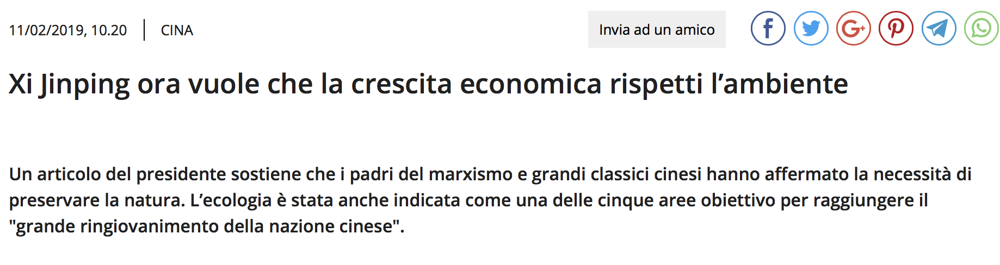 11/02/2019, 10.20 | CINA
Invia ad un amico
Xi Jinping ora vuole che la crescita economica rispetti l’ambiente
Un articolo del presidente sostiene che i padri del marxismo e grandi classici cinesi hanno affermato la necessità di
preservare la natura. L’ecologia è stata anche indicata come una delle cinque aree obiettivo per raggiungere il
"grande ringiovanimento della nazione cinese".